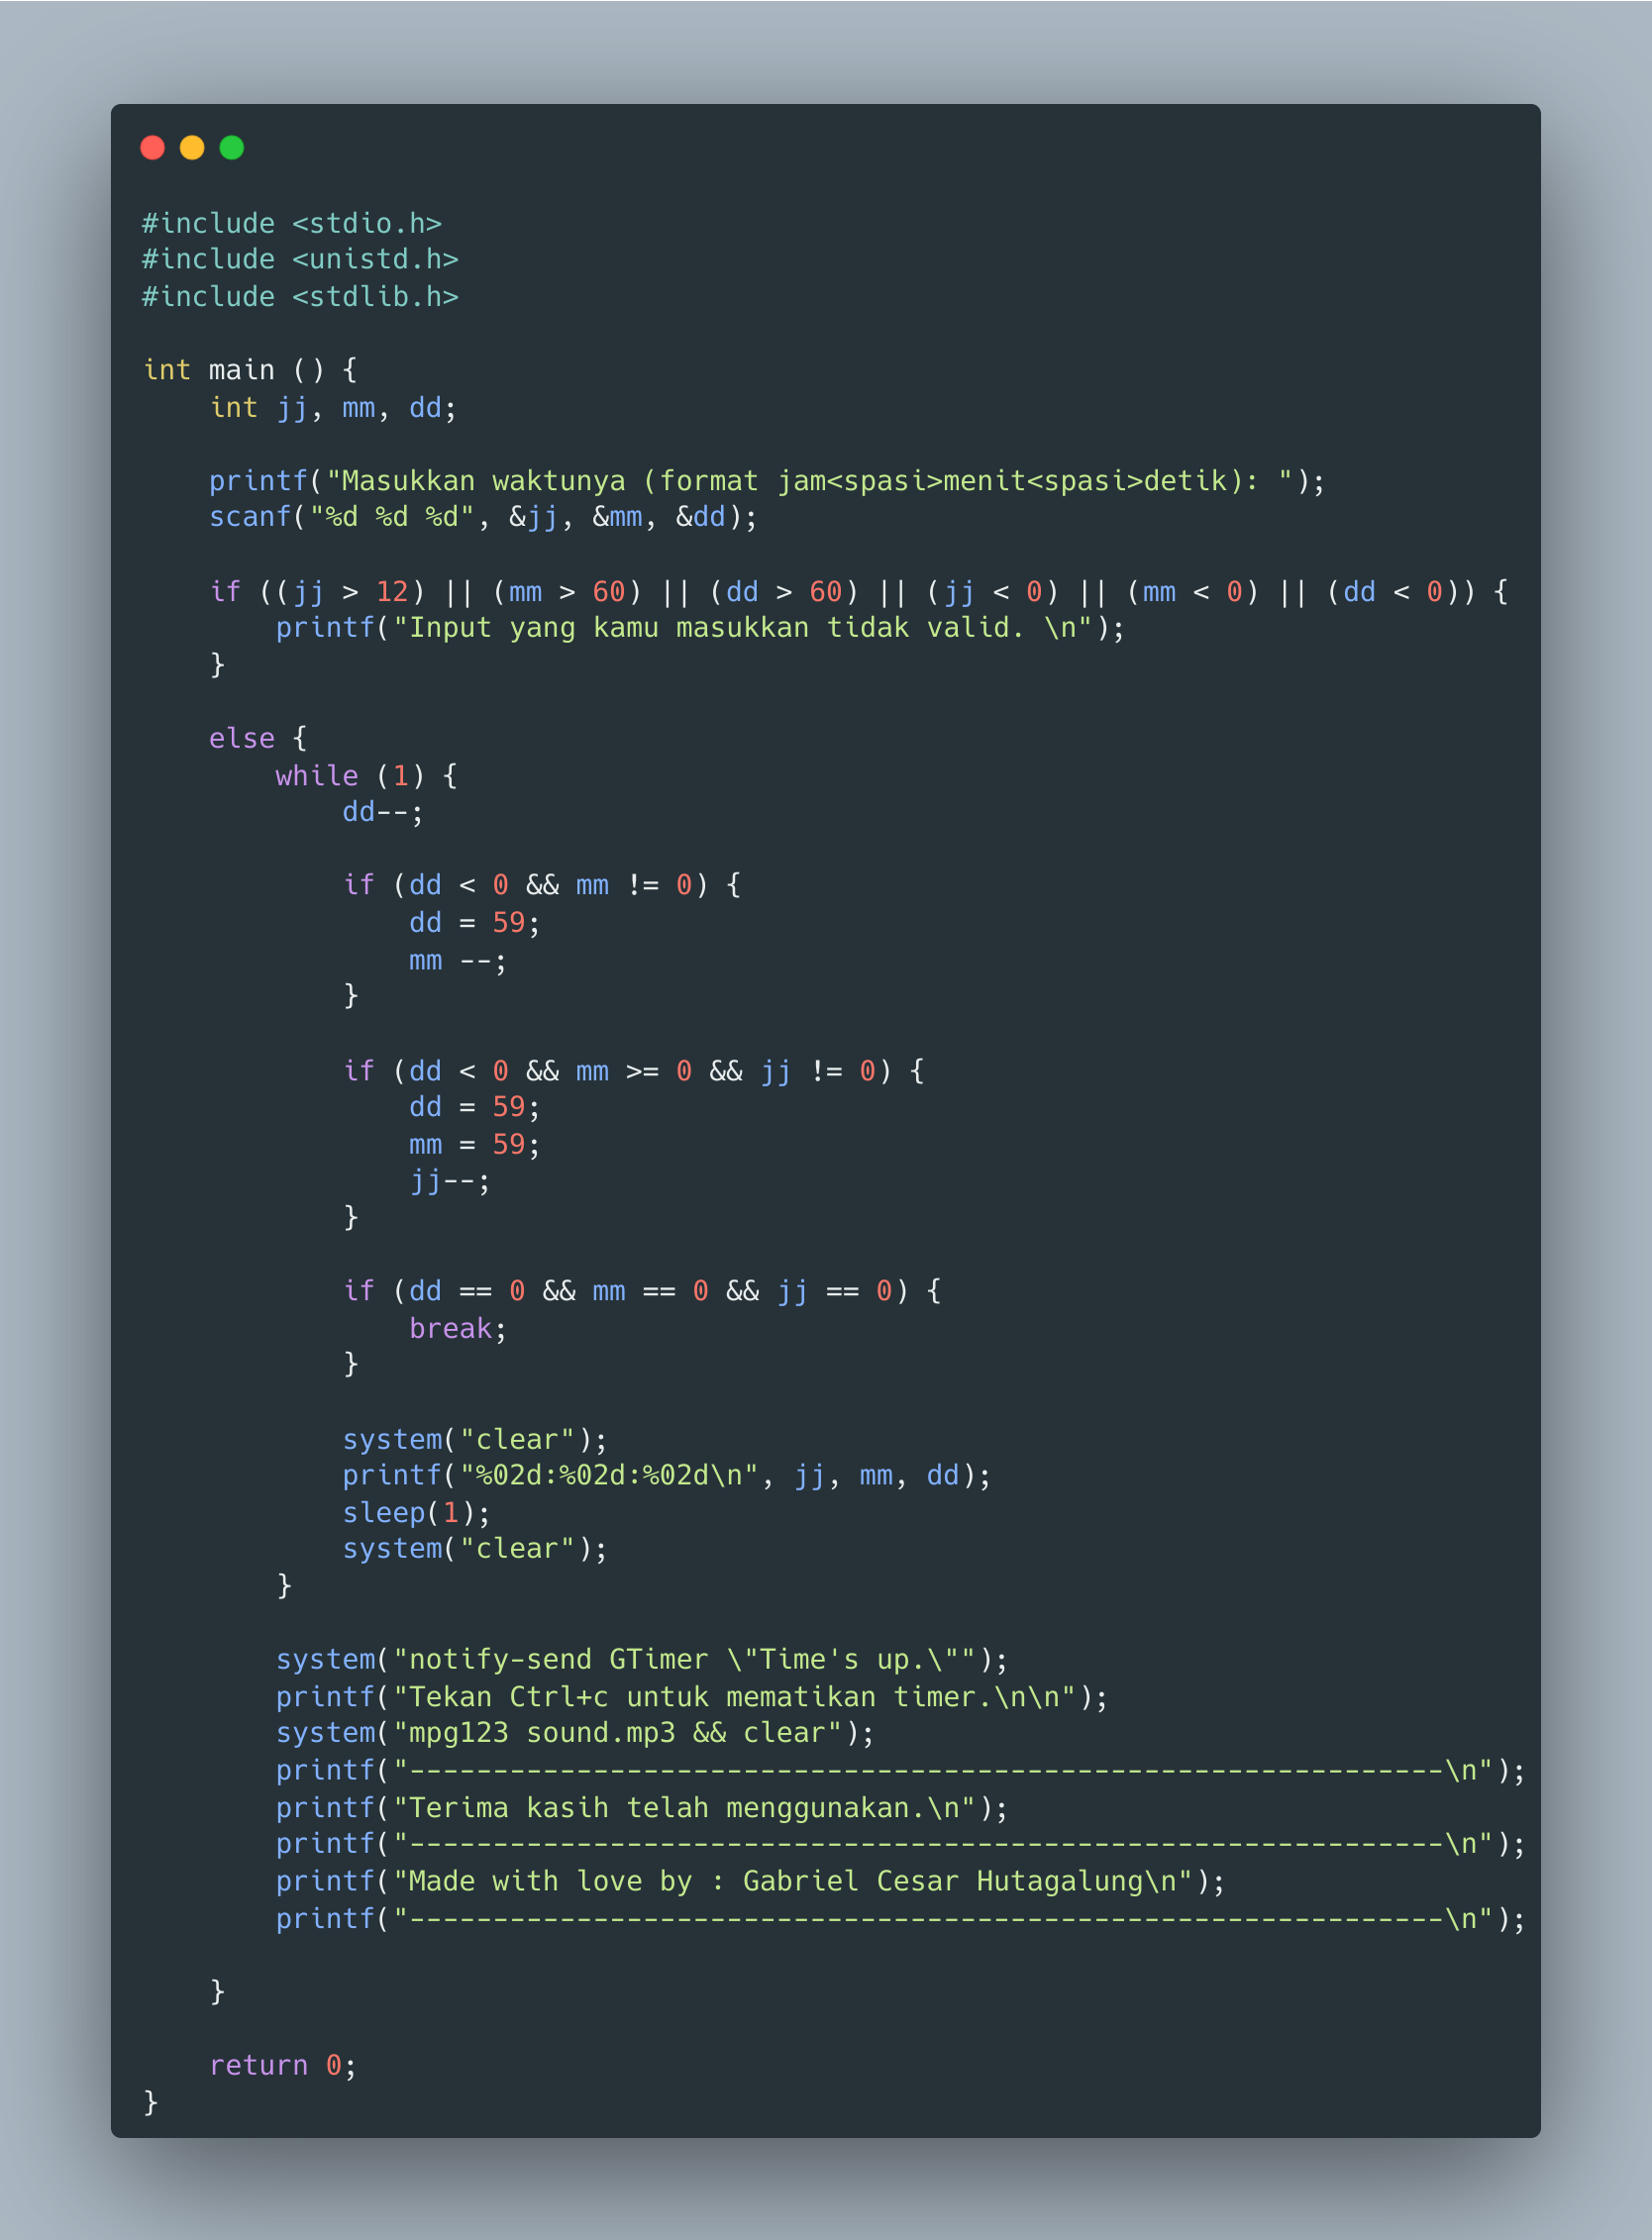 #include <stdio.h>
#include <unistd.h>
#include <stdlib.h>

int main () {
    int jj, mm, dd;

    printf("Masukkan waktunya (format jam<spasi>menit<spasi>detik): ");
    scanf("%d %d %d", &jj, &mm, &dd);

    if ((jj > 12) || (mm > 60) || (dd > 60) || (jj < 0) || (mm < 0) || (dd < 0)) {
        printf("Input yang kamu masukkan tidak valid. \n");
    }

    else {
        while (1) {
            dd--;

            if (dd < 0 && mm != 0) {
                dd = 59;
                mm --;
            }

            if (dd < 0 && mm >= 0 && jj != 0) {
                dd = 59;
                mm = 59;
                jj--;
            }

            if (dd == 0 && mm == 0 && jj == 0) {
                break;
            }

            system("clear");
            printf("%02d:%02d:%02d\n", jj, mm, dd);
            sleep(1);
            system("clear");
        }

        system("notify-send GTimer \"Time's up.\"");
        printf("Tekan Ctrl+c untuk mematikan timer.\n\n");
        system("mpg123 sound.mp3 && clear");
        printf("--------------------------------------------------------------\n");
        printf("Terima kasih telah menggunakan.\n");
        printf("--------------------------------------------------------------\n");
        printf("Made with love by : Gabriel Cesar Hutagalung\n");
        printf("--------------------------------------------------------------\n");

    }

    return 0;
}